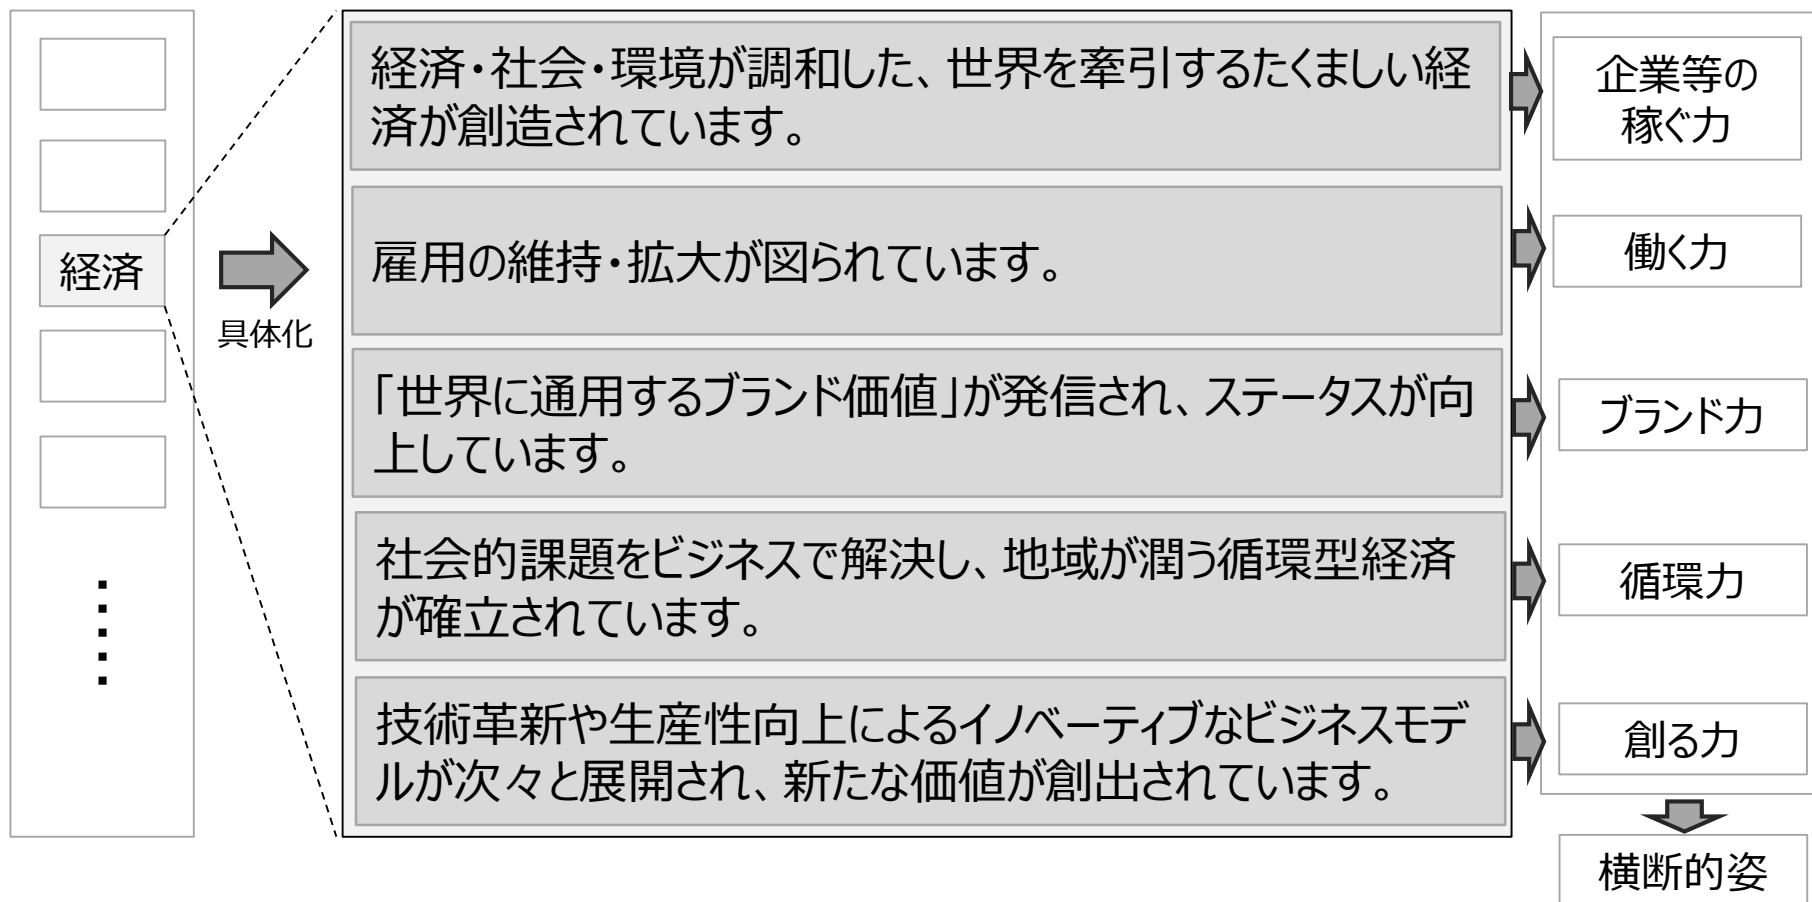 経済
具体化
経済・社会・環境が調和した、世界を牽引するたくましい経
済が創造されています。
雇用の維持・拡大が図られています。
「世界に通用するブランド価値」が発信され、ステータスが向
上しています。
社会的課題をビジネスで解決し、地域が潤う循環型経済
が確立されています。
技術革新や生産性向上によるイノベーティブなビジネスモデ
ルが次々と展開され、新たな価値が創出されています。
企業等の
稼ぐ力
働く力
ブランド力
循環力
創る力
横断的姿